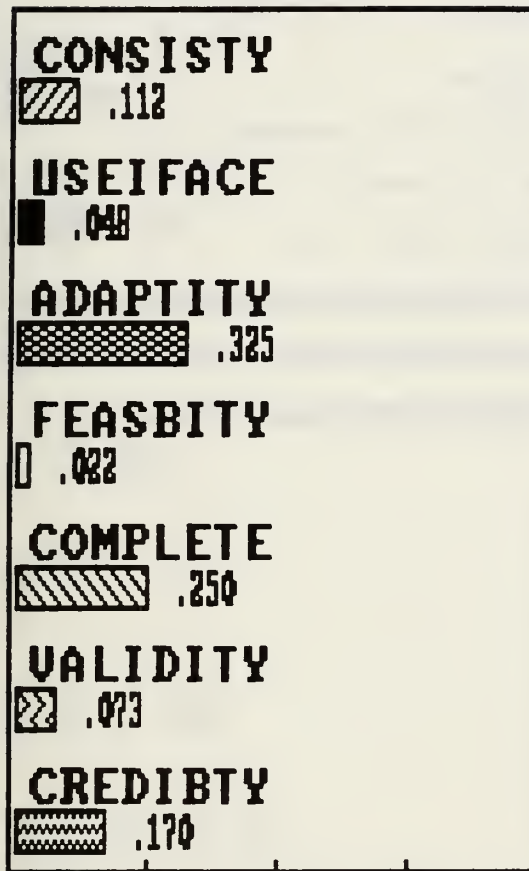 CONSISTY
.112
USEIFACE
.048
ADAPTITY
.325
FEASBITY
.022
COMPLETE
.250
VALIDITY
.073
CREDIBTY
.170